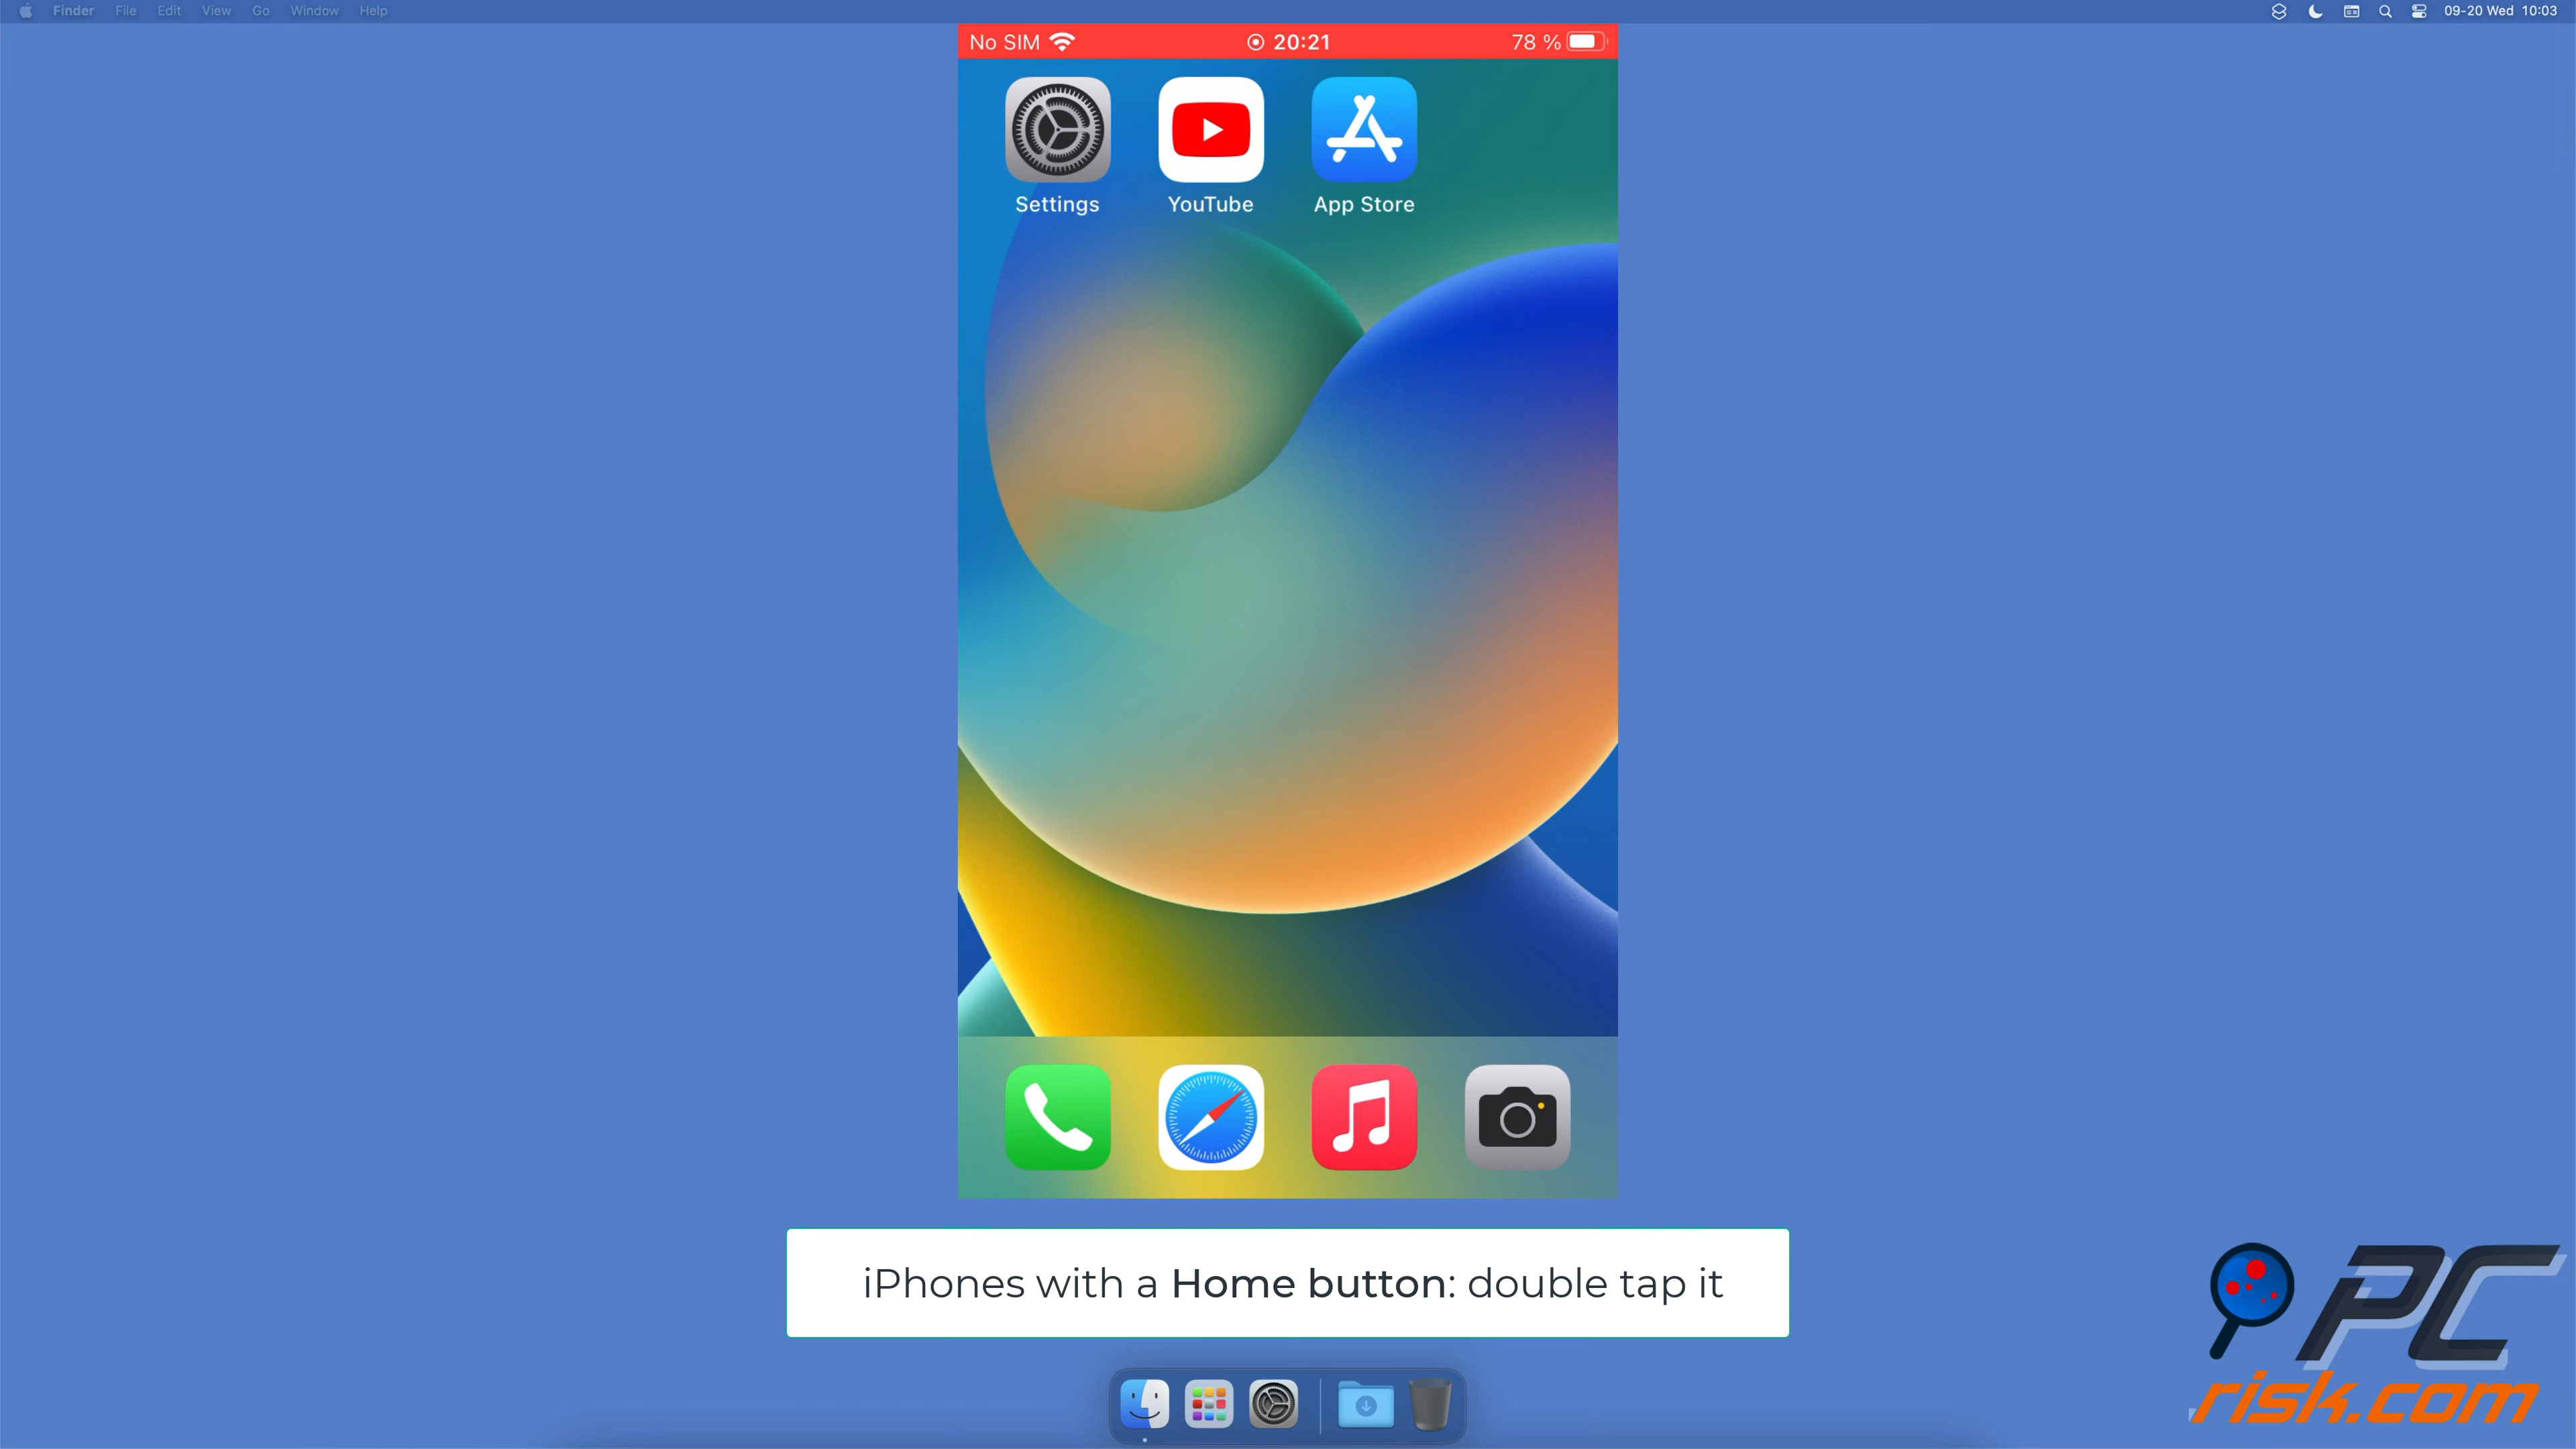 Finder File Edit View Go Window Help
09-20 Wed 10:03
No SIM 20:21 78 %
Settings YouTube App Store
iPhones with a Home button: double tap it
PC
risk.com